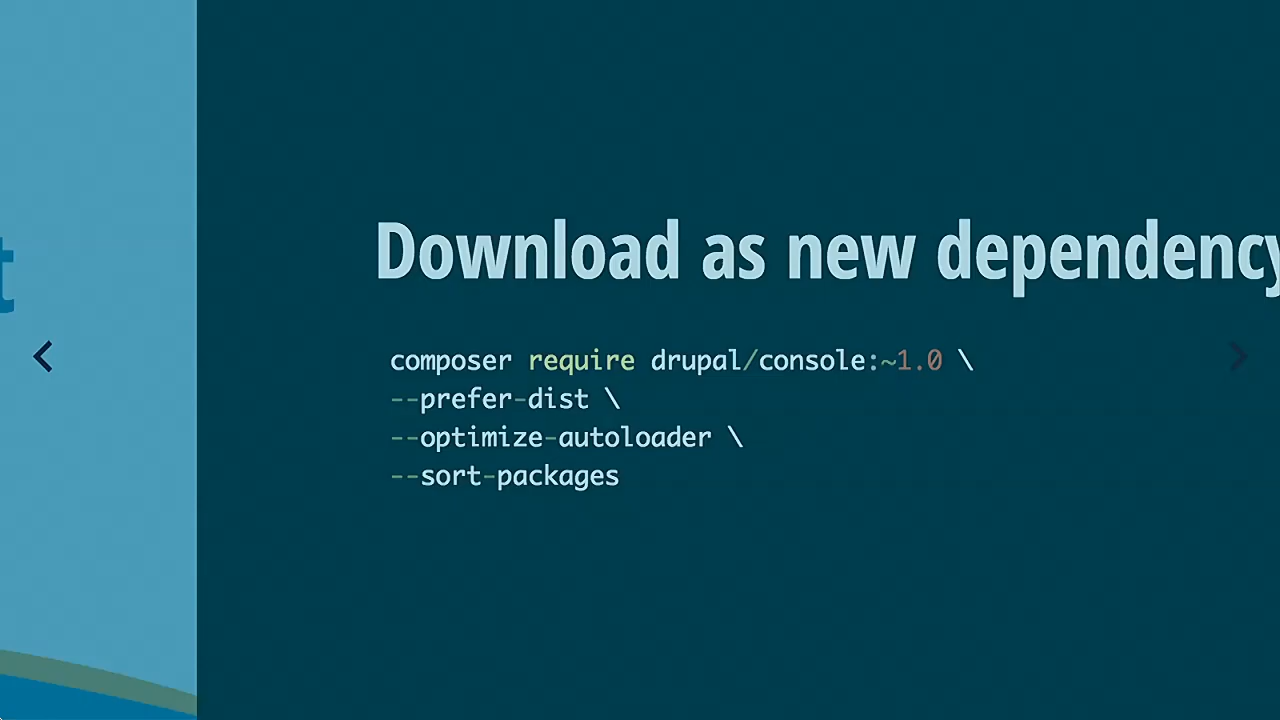 Download as new dependency
composer require drupal/console:~1.0 \
--prefer-dist \
--optimize-autoloader \
--sort-packages